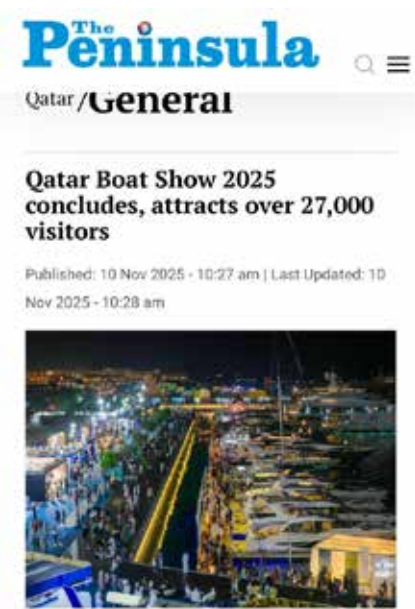 The Peninsula
Qatar /General
Qatar Boat Show 2025
concludes, attracts over 27,000
visitors
Published: 10 Nov 2025 - 10:27 am | Last Updated: 10
Nov 2025 - 10:28 am